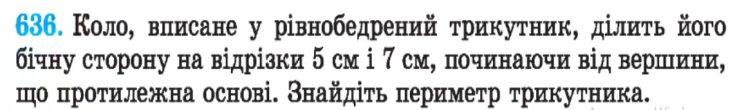 636. Коло, вписане у рівнобедрений трикутник, ділить його
бічну сторону на відрізки 5 см і 7 см, починаючи від вершини,
що протилежна основі. Знайдіть периметр трикутника.